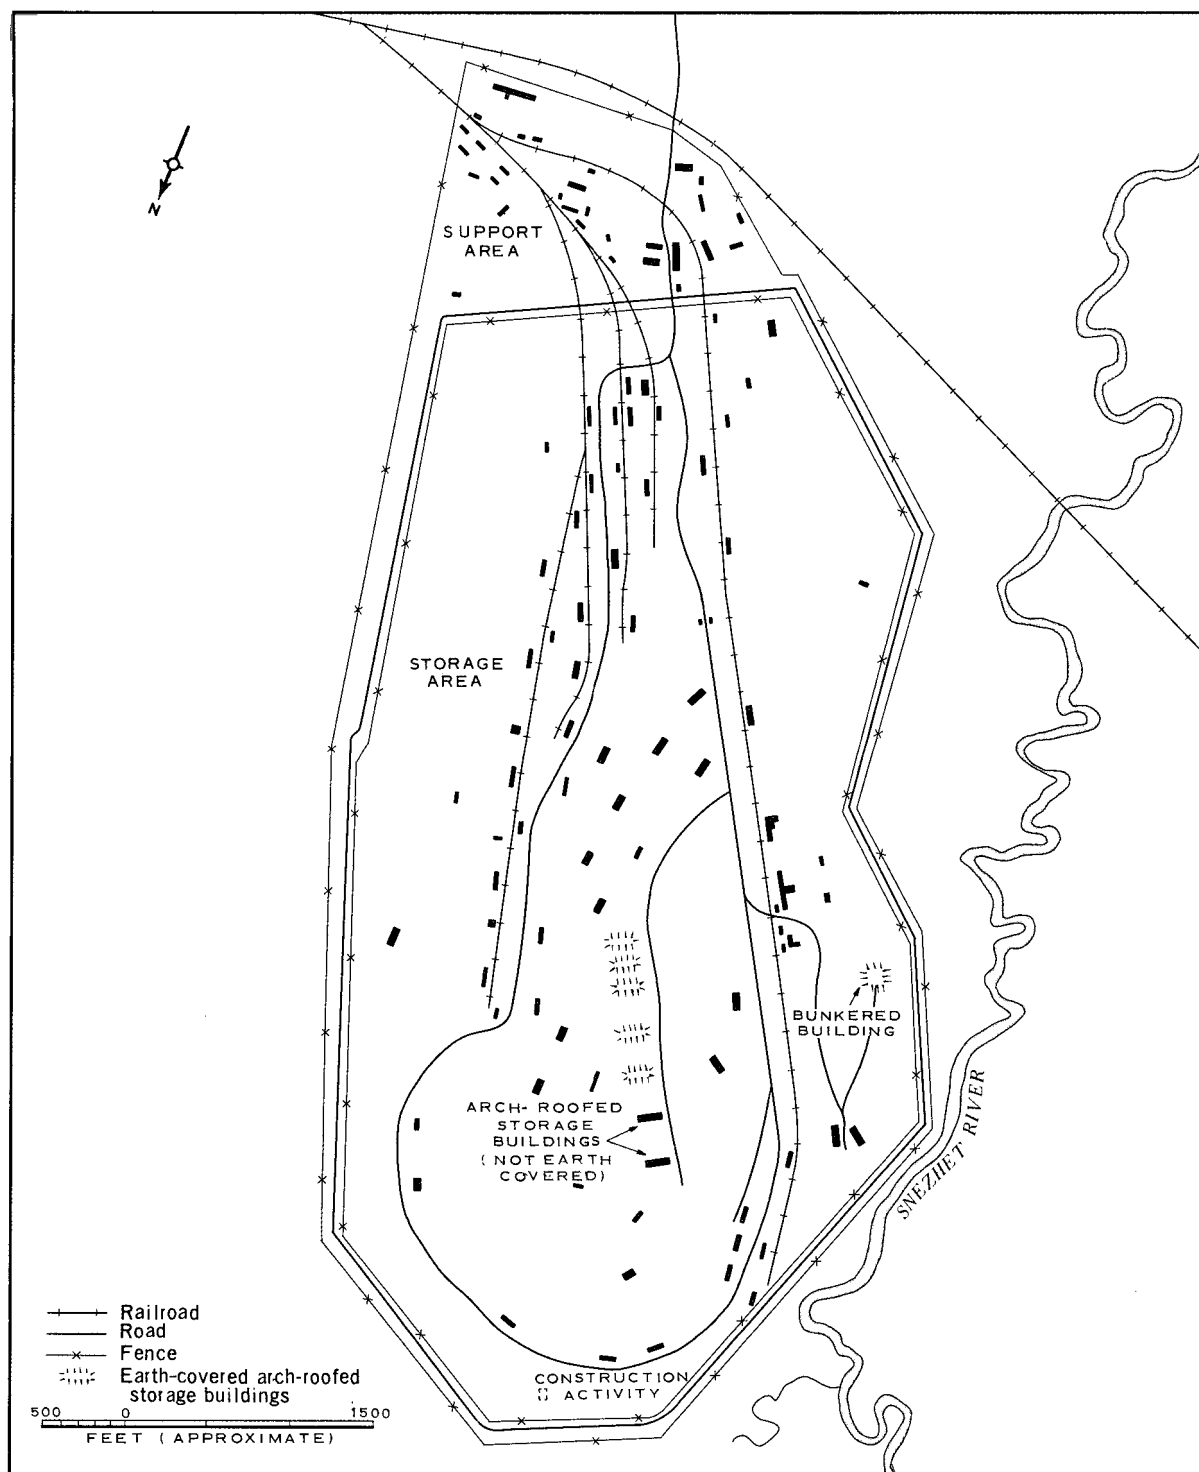 N
SUPPORT
AREA
STORAGE
AREA
BUNKERED
BUILDING
ARCH-ROOFED
STORAGE
BUILDINGS
(NOT EARTH
COVERED)
SNEZHET RIVER
CONSTRUCTION
ACTIVITY
Railroad
Road
Fence
Earth-covered arch-roofed
storage buildings
500 0 1500
FEET (APPROXIMATE)